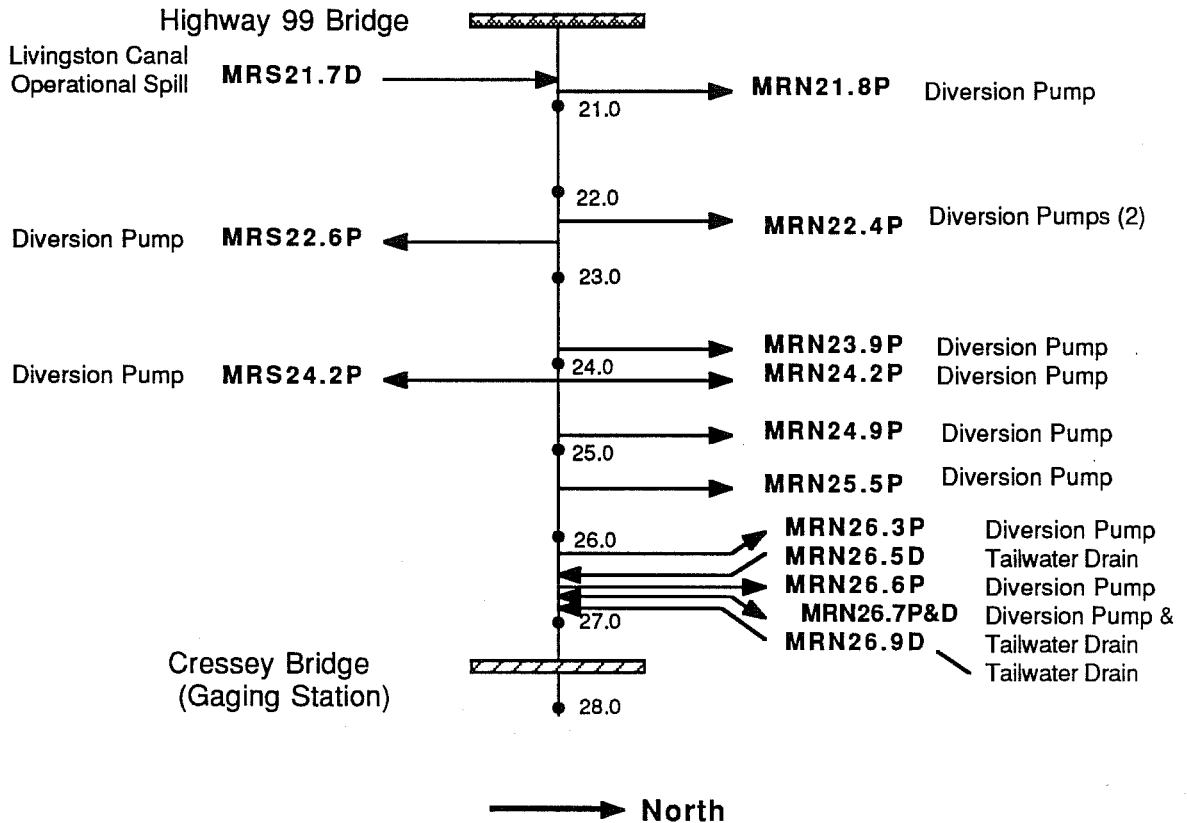 Highway 99 Bridge
Livingston Canal
Operational Spill
MRS21.7D
MRN21.8P
Diversion Pump
21.0
22.0
MRN22.4P
Diversion Pumps (2)
Diversion Pump
MRS22.6P
23.0
MRN23.9P
Diversion Pump
24.0
Diversion Pump
MRS24.2P
MRN24.2P
Diversion Pump
MRN24.9P
Diversion Pump
25.0
MRN25.5P
Diversion Pump
26.0
MRN26.3P
Diversion Pump
MRN26.5D
Tailwater Drain
MRN26.6P
Diversion Pump
27.0
MRN26.7P&D
Diversion Pump &
Tailwater Drain
MRN26.9D
Tailwater Drain
Cressey Bridge
(Gaging Station)
28.0
North